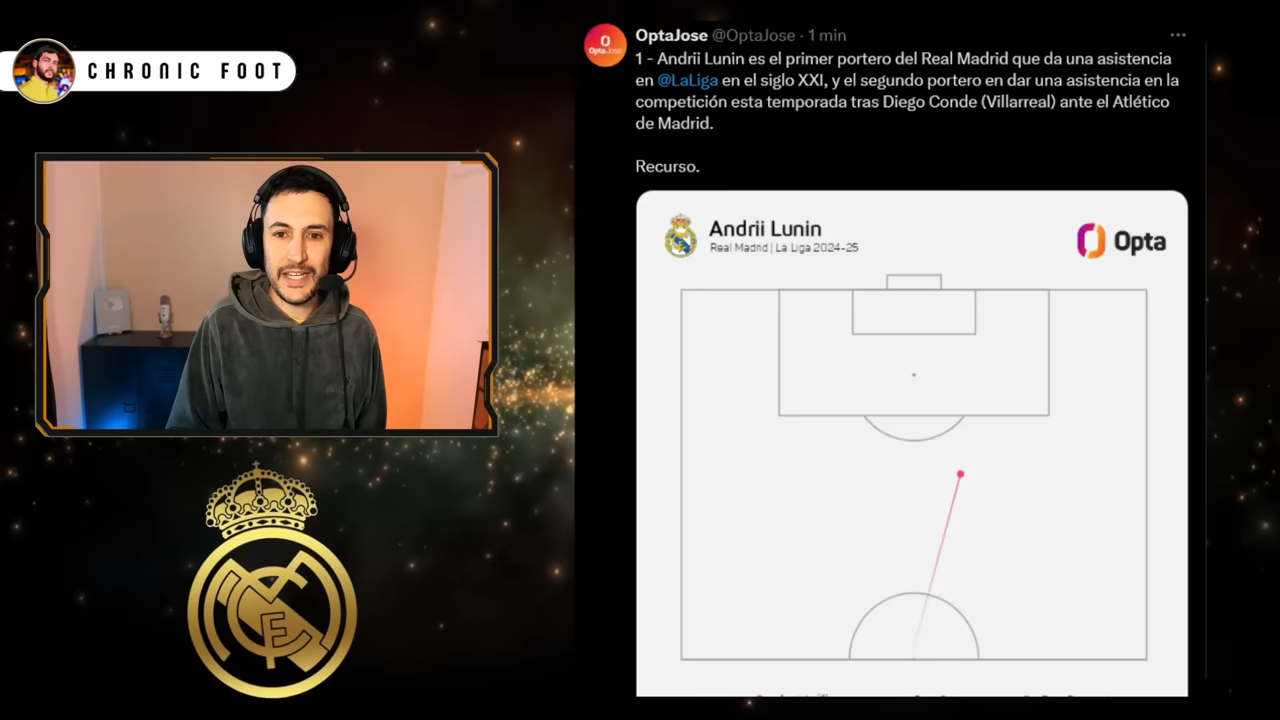 CHRONIC FOOT
OptaJose @OptaJose · 1 min
1 - Andrii Lunin es el primer portero del Real Madrid que da una asistencia
en @LaLiga en el siglo XXI, y el segundo portero en dar una asistencia en la
competición esta temporada tras Diego Conde (Villarreal) ante el Atlético
de Madrid.
Recurso.
Andrii Lunin
Real Madrid | La Liga 2024-25
Opta